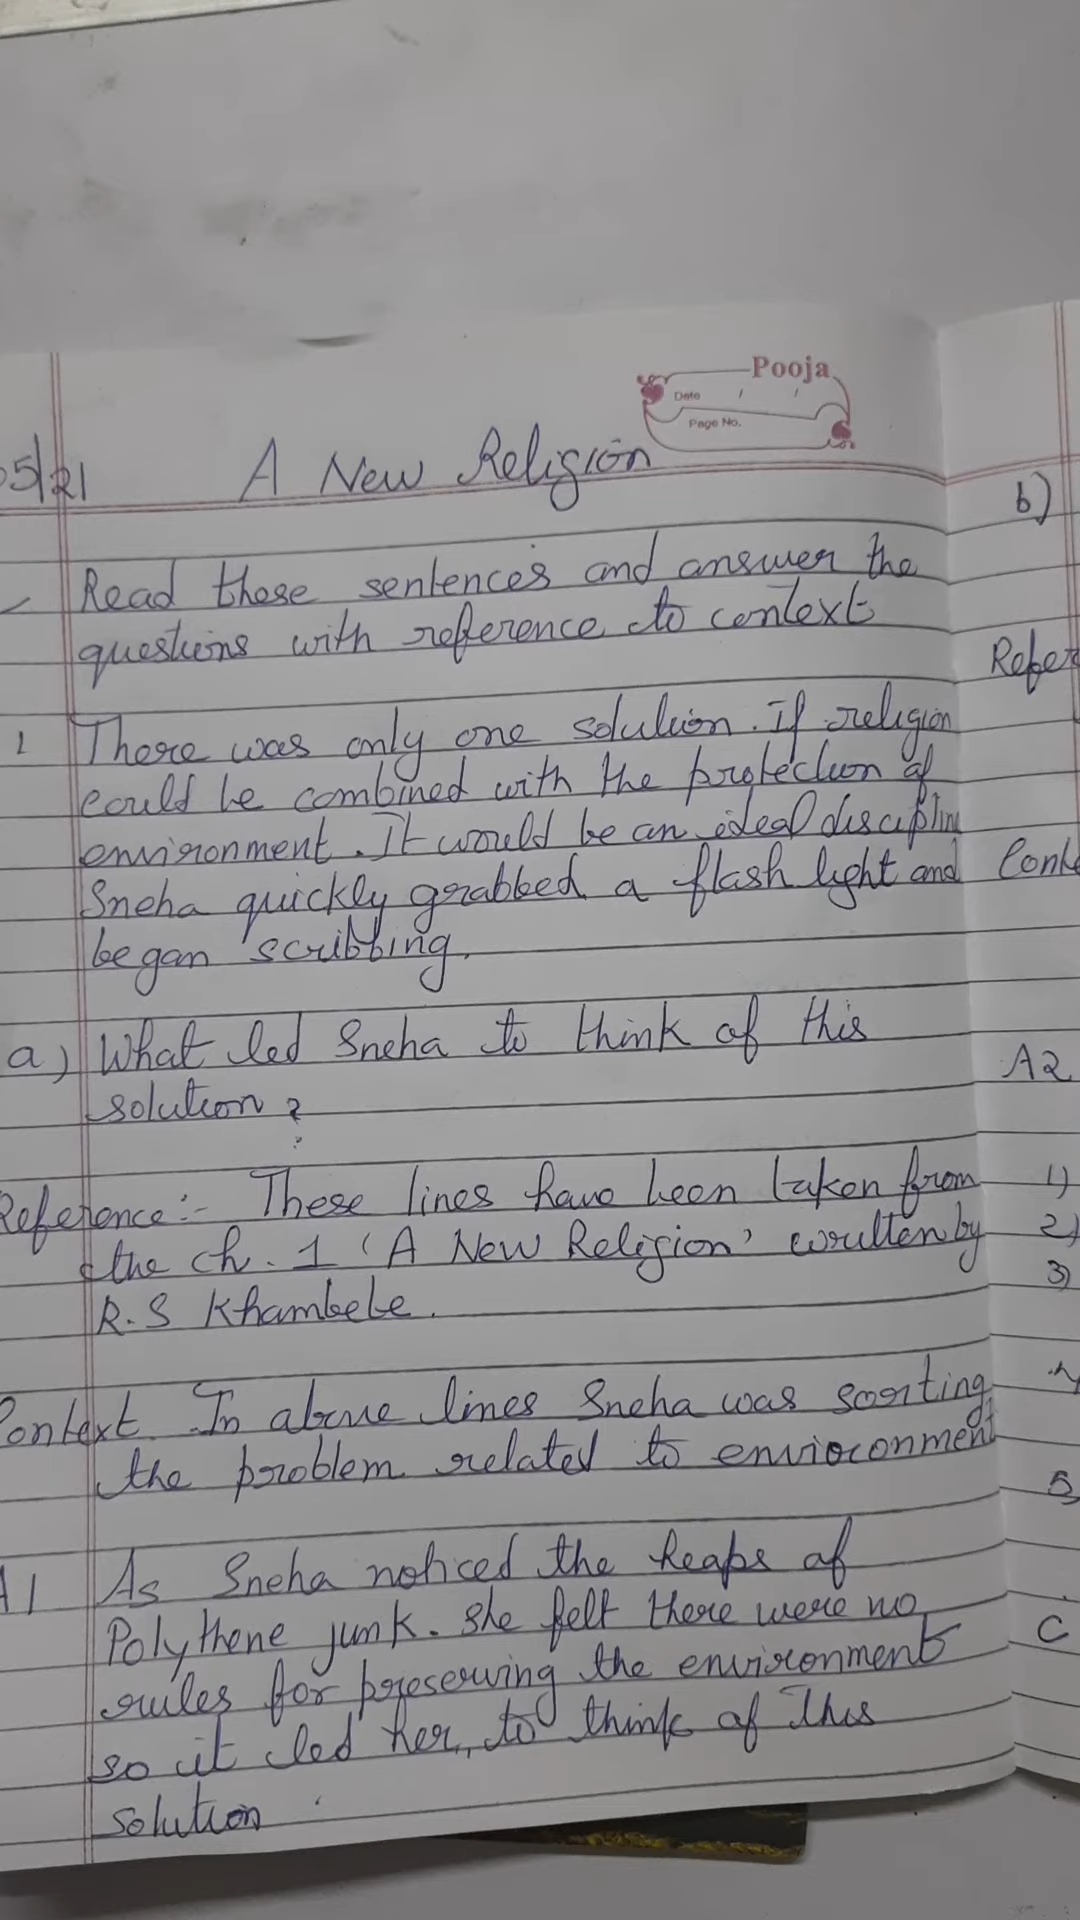 Pooja
Date / /
Page No.
05/21 A New Religion
Read these sentences and answer the
questions with reference to context
1 There was only one solution. If religion
could be combined with the protection of
environment. It would be an ideal disciplin
Sneha quickly grabbed a flash light and
began scribbing.
a) What led Sneha to think of this
solution ?
Reference:- These lines have been taken from
the ch. 1 'A New Religion' written by
R.S Khambete.
Context. In above lines Sneha was sorting
the problem related to envioronment
A1 As Sneha noticed the heaps of
Polythene junk. She felt there were no
rules for preserving the environment
so it led her, to think of this
solution
b)
Refer
Conte
A2
1)
2)
3)
5
C